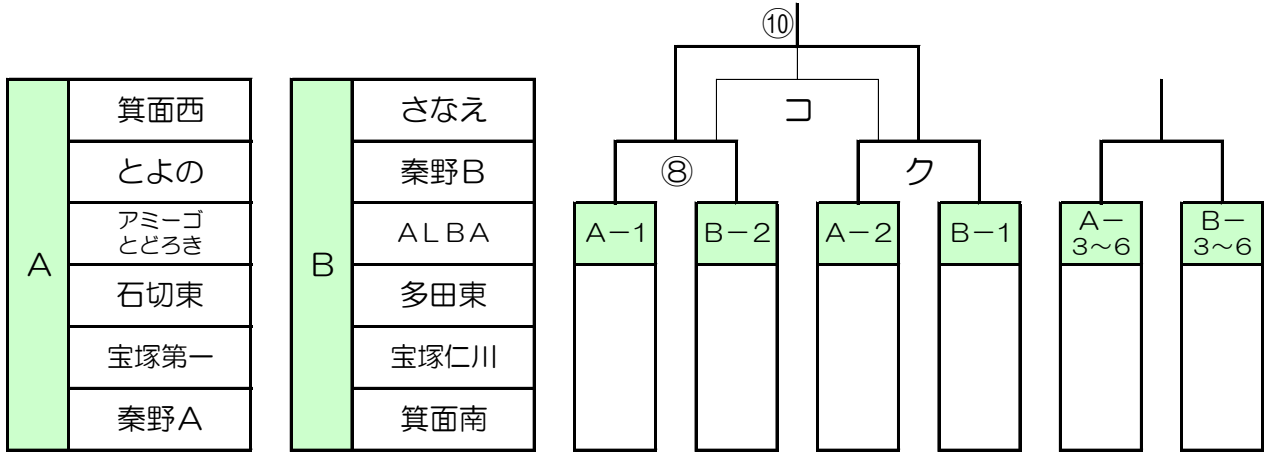 A
箕面西
とよの
アミーゴ
とどろき
石切東
宝塚第一
秦野A
B
さなえ
秦野B
ALBA
多田東
宝塚仁川
箕面南
⑩
コ
⑧
ク
A－1
B－2
A－2
B－1
A－
3～6
B－
3～6